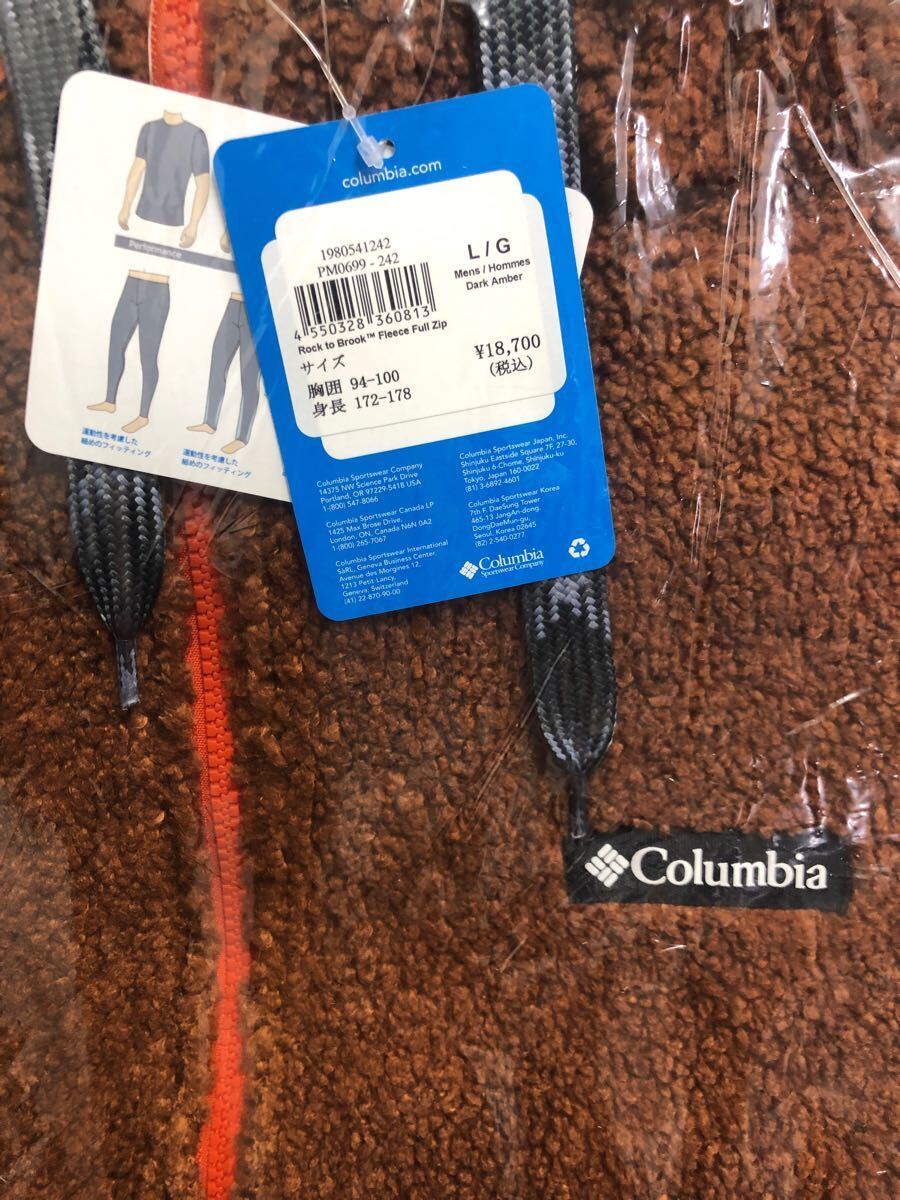 columbia.com
1980541242
PM0699 - 242
L / G
Mens / Hommes
Dark Amber
4 550328 360813
Rock to Brook™ Fleece Full Zip
サイズ
胸囲 94-100
身長 172-178
¥18,700
(税込)
Columbia Sportswear Company
14375 NW Science Park Drive
Portland, OR 97229-5418 USA
1-(800) 547-8066
Columbia Sportswear Canada LP
1425 Max Brose Drive,
London, ON, Canada N6N 0A2
1-(800) 265-7067
Columbia Sportswear International
SàRL, Geneva Business Center,
Avenue des Morgines 12,
1213 Petit-Lancy,
Geneva, Switzerland
(41) 22-870-90-00
Columbia Sportswear Japan, Inc.
Shinjuku Eastside Square 7F, 27-30,
Shinjuku 6-Chome, Shinjuku-ku
Tokyo, Japan 160-0022
(81) 3-6892-4601
Columbia Sportswear Korea
7th F. DaeSung Tower
465-13 JangAn-dong,
DongDaeMun-gu,
Seoul, Korea 02645
(82) 2-540-0277
Columbia
Sportswear Company
Performance
運動性を考慮した
細めのフィッティング
運動性を考慮した
細めのフィッティング
Columbia